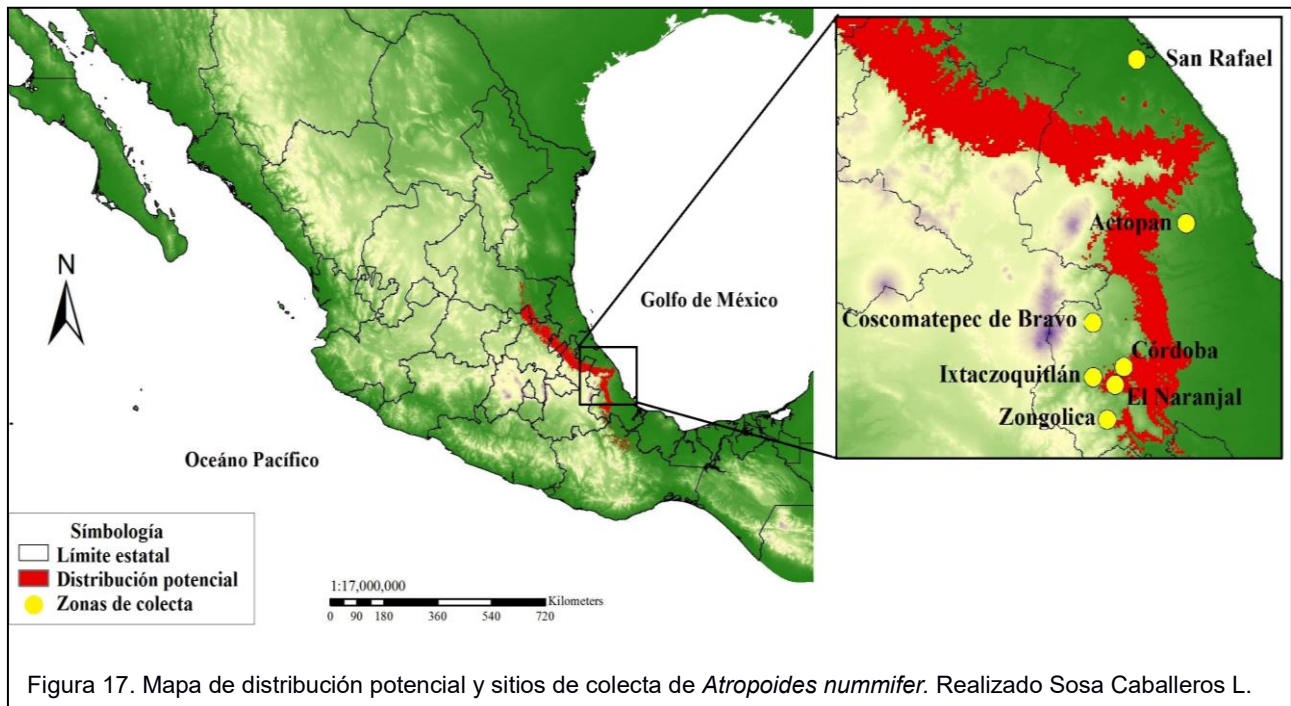 San Rafael
Actopan
N
Golfo de México
Coscomatepec de Bravo
Córdoba
Ixtaczoquitlán
El Naranjal
Zongolica
Oceáno Pacífico
Símbología
Límite estatal
Distribución potencial
Zonas de colecta
1:17,000,000
Kilometers
0 90 180 360 540 720
Figura 17. Mapa de distribución potencial y sitios de colecta de Atropoides nummifer. Realizado Sosa Caballeros L.